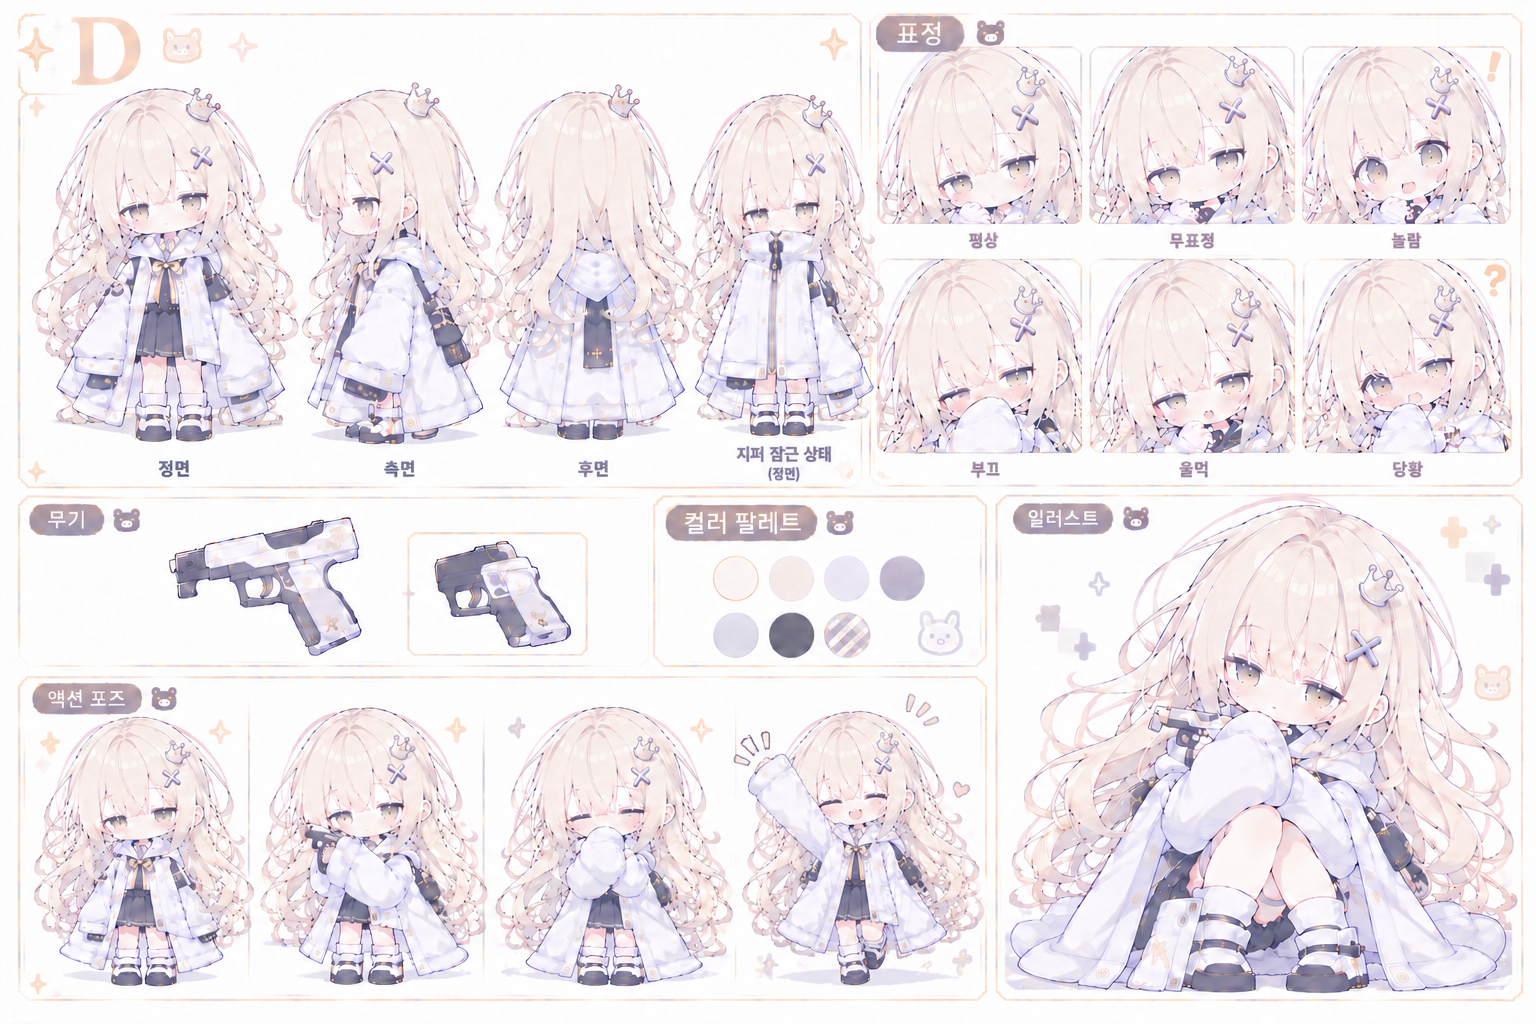 D
정면
측면
후면
지퍼 잠근 상태
(정면)
표정
!
평상
무표정
놀람
?
부끄
울먹
당황
무기
컬러 팔레트
일러스트
액션 포즈